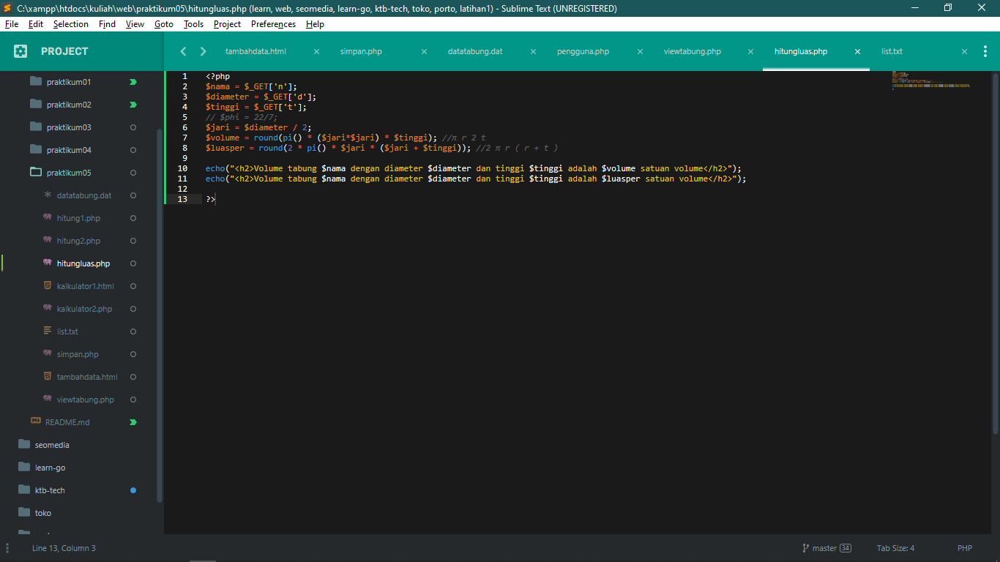 C:\xampp\htdocs\kuliah\web\praktikum05\hitungluas.php (learn, web, seomedia, learn-go, ktb-tech, toko, porto, latihan1) - Sublime Text (UNREGISTERED)
File Edit Selection Find View Goto Tools Project Preferences Help
PROJECT
tambahdata.html simpan.php datatabung.dat pengguna.php viewtabung.php hitungluas.php list.txt
praktikum01
praktikum02
praktikum03
praktikum04
praktikum05
datatabung.dat
hitung1.php
hitung2.php
hitungluas.php
kalkulator1.html
kalkulator2.php
list.txt
simpan.php
tambahdata.html
viewtabung.php
README.md
seomedia
learn-go
ktb-tech
toko
1 <?php
2 $nama = $_GET['n'];
3 $diameter = $_GET['d'];
4 $tinggi = $_GET['t'];
5 // $phi = 22/7;
6 $jari = $diameter / 2;
7 $volume = round(pi() * ($jari*$jari) * $tinggi); //π r 2 t
8 $luasper = round(2 * pi() * $jari * ($jari + $tinggi)); //2 π r ( r + t )
9
10 echo("<h2>Volume tabung $nama dengan diameter $diameter dan tinggi $tinggi adalah $volume satuan volume</h2>");
11 echo("<h2>Volume tabung $nama dengan diameter $diameter dan tinggi $tinggi adalah $luasper satuan volume</h2>");
12
13 ?>
Line 13, Column 3 master 34 Tab Size: 4 PHP